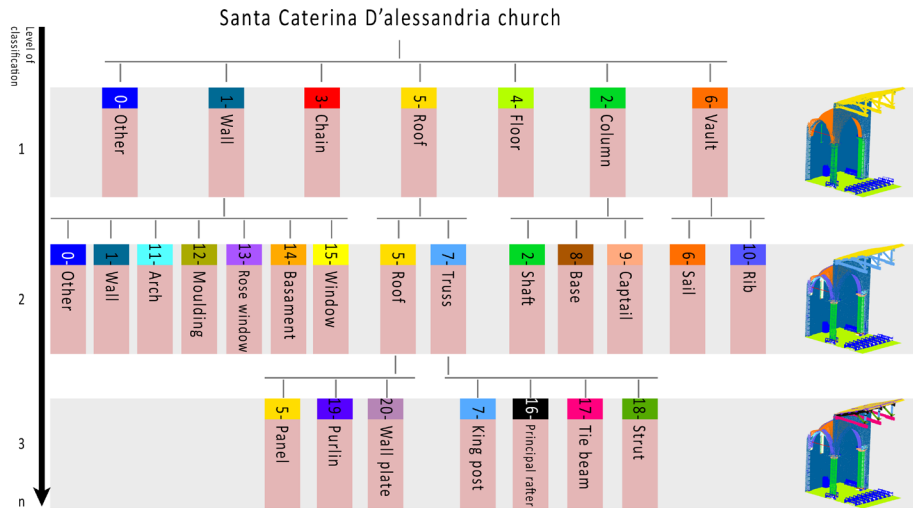 Santa Caterina D'alessandria church
Level of
classification
0- Other
1- Wall
3- Chain
5- Roof
4- Floor
2- Column
6- Vault
1
0- Other
1- Wall
11- Arch
12- Moulding
13- Rose window
14- Basament
15- Window
5- Roof
7- Truss
2- Shaft
8- Base
9- Captail
6- Sail
10- Rib
2
5- Panel
19- Purlin
20- Wall plate
7- King post
16- Principal rafter
17- Tie beam
18- Strut
3
n